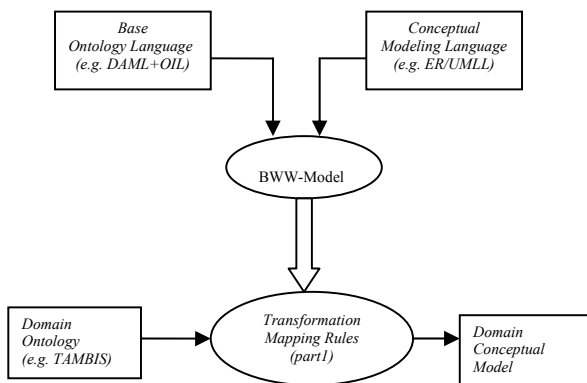 Base
Ontology Language
(e.g. DAML+OIL)
Conceptual
Modeling Language
(e.g. ER/UMLL)
BWW-Model
Domain
Ontology
(e.g. TAMBIS)
Transformation
Mapping Rules
(part1)
Domain
Conceptual
Model